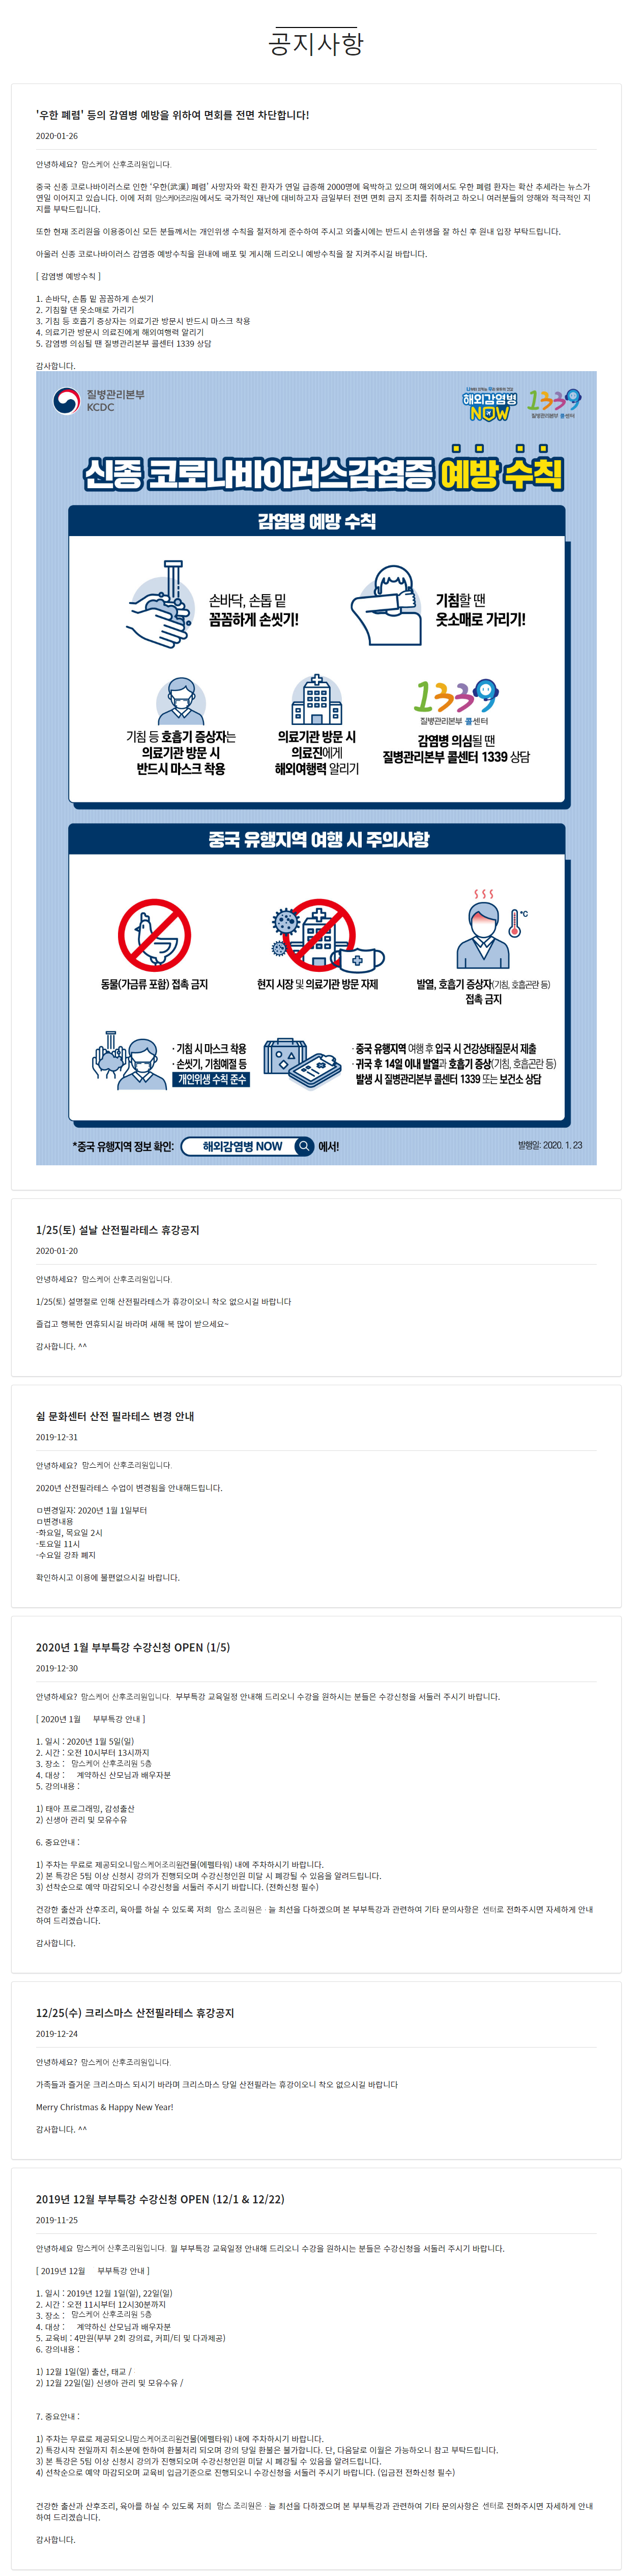 공지사항
'우한 폐렴' 등의 감염병 예방을 위하여 면회를 전면 차단합니다!
2020-01-26
안녕하세요? 맘스케어 산후조리원입니다.
중국 신종 코로나바이러스로 인한 '우한(武漢) 폐렴' 사망자와 확진 환자가 연일 급증해 2000명에 육박하고 있으며 해외에서도 우한 폐렴 환자는 확산 추세라는 뉴스가
연일 이어지고 있습니다. 이에 저희 맘스케어조리원에서도 국가적인 재난에 대비하고자 금일부터 전면 면회 금지 조치를 취하려고 하오니 여러분들의 양해와 적극적인 지
지를 부탁드립니다.
또한 현재 조리원을 이용중이신 모든 분들께서는 개인위생 수칙을 철저하게 준수하여 주시고 외출시에는 반드시 손위생을 잘 하신 후 원내 입장 부탁드립니다.
아울러 신종 코로나바이러스 감염증 예방수칙을 원내에 배포 및 게시해 드리오니 예방수칙을 잘 지켜주시길 바랍니다.
[ 감염병 예방수칙 ]
1. 손바닥, 손톱 밑 꼼꼼하게 손씻기
2. 기침할 땐 옷소매로 가리기
3. 기침 등 호흡기 증상자는 의료기관 방문시 반드시 마스크 착용
4. 의료기관 방문시 의료진에게 해외여행력 알리기
5. 감염병 의심될 땐 질병관리본부 콜센터 1339 상담
감사합니다.
질병관리본부
KCDC
해외감염병
NOW
1339
질병관리본부 콜센터
신종 코로나바이러스감염증 예방 수칙
감염병 예방 수칙
손바닥, 손톱 밑
꼼꼼하게 손씻기!
기침할 땐
옷소매로 가리기!
기침 등 호흡기 증상자는
의료기관 방문 시
반드시 마스크 착용
의료기관 방문 시
의료진에게
해외여행력 알리기
1339
질병관리본부 콜센터
감염병 의심될 땐
질병관리본부 콜센터 1339 상담
중국 유행지역 여행 시 주의사항
동물(가금류 포함) 접촉 금지
현지 시장 및 의료기관 방문 자제
°C
발열, 호흡기 증상자(기침, 호흡곤란 등)
접촉 금지
· 기침 시 마스크 착용
· 손씻기, 기침예절 등
개인위생 수칙 준수
· 중국 유행지역 여행 후 입국 시 건강상태질문서 제출
· 귀국 후 14일 이내 발열과 호흡기 증상(기침, 호흡곤란 등)
발생 시 질병관리본부 콜센터 1339 또는 보건소 상담
*중국 유행지역 정보 확인: 해외감염병 NOW 에서!
발행일: 2020. 1. 23
1/25(토) 설날 산전필라테스 휴강공지
2020-01-20
안녕하세요? 맘스케어 산후조리원입니다.
1/25(토) 설명절로 인해 산전필라테스가 휴강이오니 착오 없으시길 바랍니다
즐겁고 행복한 연휴되시길 바라며 새해 복 많이 받으세요~
감사합니다. ^^
쉼 문화센터 산전 필라테스 변경 안내
2019-12-31
안녕하세요? 맘스케어 산후조리원입니다.
2020년 산전필라테스 수업이 변경됨을 안내해드립니다.
ㅁ변경일자: 2020년 1월 1일부터
ㅁ변경내용
-화요일, 목요일 2시
-토요일 11시
-수요일 강좌 폐지
확인하시고 이용에 불편없으시길 바랍니다.
2020년 1월 부부특강 수강신청 OPEN (1/5)
2019-12-30
안녕하세요? 맘스케어 산후조리원입니다. 부부특강 교육일정 안내해 드리오니 수강을 원하시는 분들은 수강신청을 서둘러 주시기 바랍니다.
[ 2020년 1월 부부특강 안내 ]
1. 일시 : 2020년 1월 5일(일)
2. 시간 : 오전 10시부터 13시까지
3. 장소 : 맘스케어 산후조리원 5층
4. 대상 : 계약하신 산모님과 배우자분
5. 강의내용 :
1) 태아 프로그래밍, 감성출산
2) 신생아 관리 및 모유수유
6. 중요안내 :
1) 주차는 무료로 제공되오니맘스케어조리원건물(에펠타워) 내에 주차하시기 바랍니다.
2) 본 특강은 5팀 이상 신청시 강의가 진행되오며 수강신청인원 미달 시 폐강될 수 있음을 알려드립니다.
3) 선착순으로 예약 마감되오니 수강신청을 서둘러 주시기 바랍니다. (전화신청 필수)
건강한 출산과 산후조리, 육아를 하실 수 있도록 저희 맘스 조리원은 늘 최선을 다하겠으며 본 부부특강과 관련하여 기타 문의사항은 센터로 전화주시면 자세하게 안내
하여 드리겠습니다.
감사합니다.
12/25(수) 크리스마스 산전필라테스 휴강공지
2019-12-24
안녕하세요? 맘스케어 산후조리원입니다.
가족들과 즐거운 크리스마스 되시기 바라며 크리스마스 당일 산전필라는 휴강이오니 착오 없으시길 바랍니다
Merry Christmas & Happy New Year!
감사합니다. ^^
2019년 12월 부부특강 수강신청 OPEN (12/1 & 12/22)
2019-11-25
안녕하세요 맘스케어 산후조리원입니다. 월 부부특강 교육일정 안내해 드리오니 수강을 원하시는 분들은 수강신청을 서둘러 주시기 바랍니다.
[ 2019년 12월 부부특강 안내 ]
1. 일시 : 2019년 12월 1일(일), 22일(일)
2. 시간 : 오전 11시부터 12시30분까지
3. 장소 : 맘스케어 산후조리원 5층
4. 대상 : 계약하신 산모님과 배우자분
5. 교육비 : 4만원(부부 2회 강의료, 커피/티 및 다과제공)
6. 강의내용 :
1) 12월 1일(일) 출산, 태교 /
2) 12월 22일(일) 신생아 관리 및 모유수유 /
7. 중요안내 :
1) 주차는 무료로 제공되오니맘스케어조리원건물(에펠타워) 내에 주차하시기 바랍니다.
2) 특강시작 전일까지 취소분에 한하여 환불처리 되오며 강의 당일 환불은 불가합니다. 단, 다음달로 이월은 가능하오니 참고 부탁드립니다.
3) 본 특강은 5팀 이상 신청시 강의가 진행되오며 수강신청인원 미달 시 폐강될 수 있음을 알려드립니다.
4) 선착순으로 예약 마감되오며 교육비 입금기준으로 진행되오니 수강신청을 서둘러 주시기 바랍니다. (입금전 전화신청 필수)
건강한 출산과 산후조리, 육아를 하실 수 있도록 저희 맘스 조리원은 늘 최선을 다하겠으며 본 부부특강과 관련하여 기타 문의사항은 센터로 전화주시면 자세하게 안내
하여 드리겠습니다.
감사합니다.